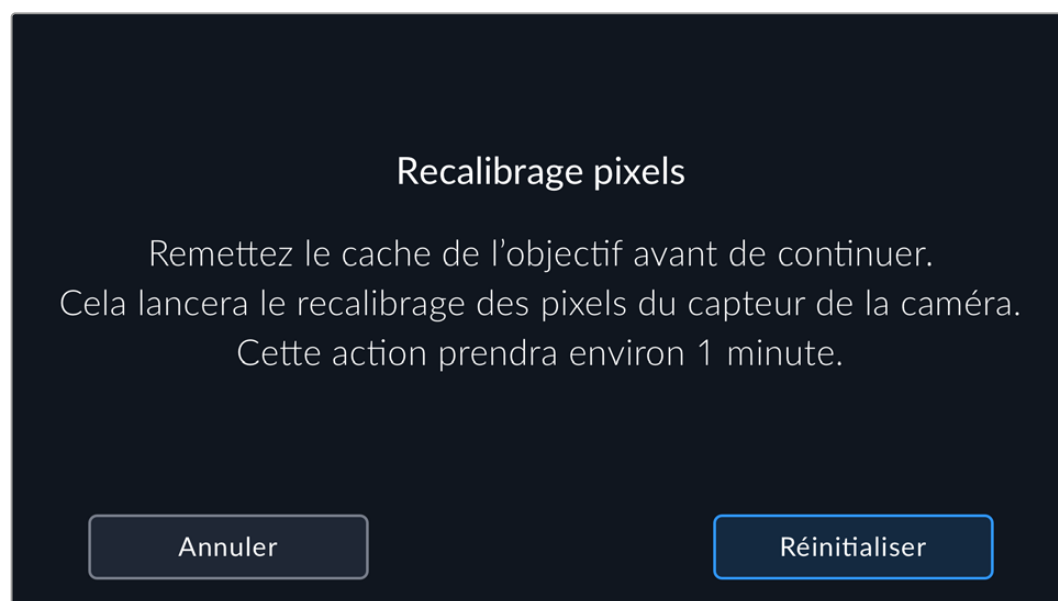 Recalibrage pixels
Remettez le cache de l’objectif avant de continuer.
Cela lancera le recalibrage des pixels du capteur de la caméra.
Cette action prendra environ 1 minute.
Annuler
Réinitialiser